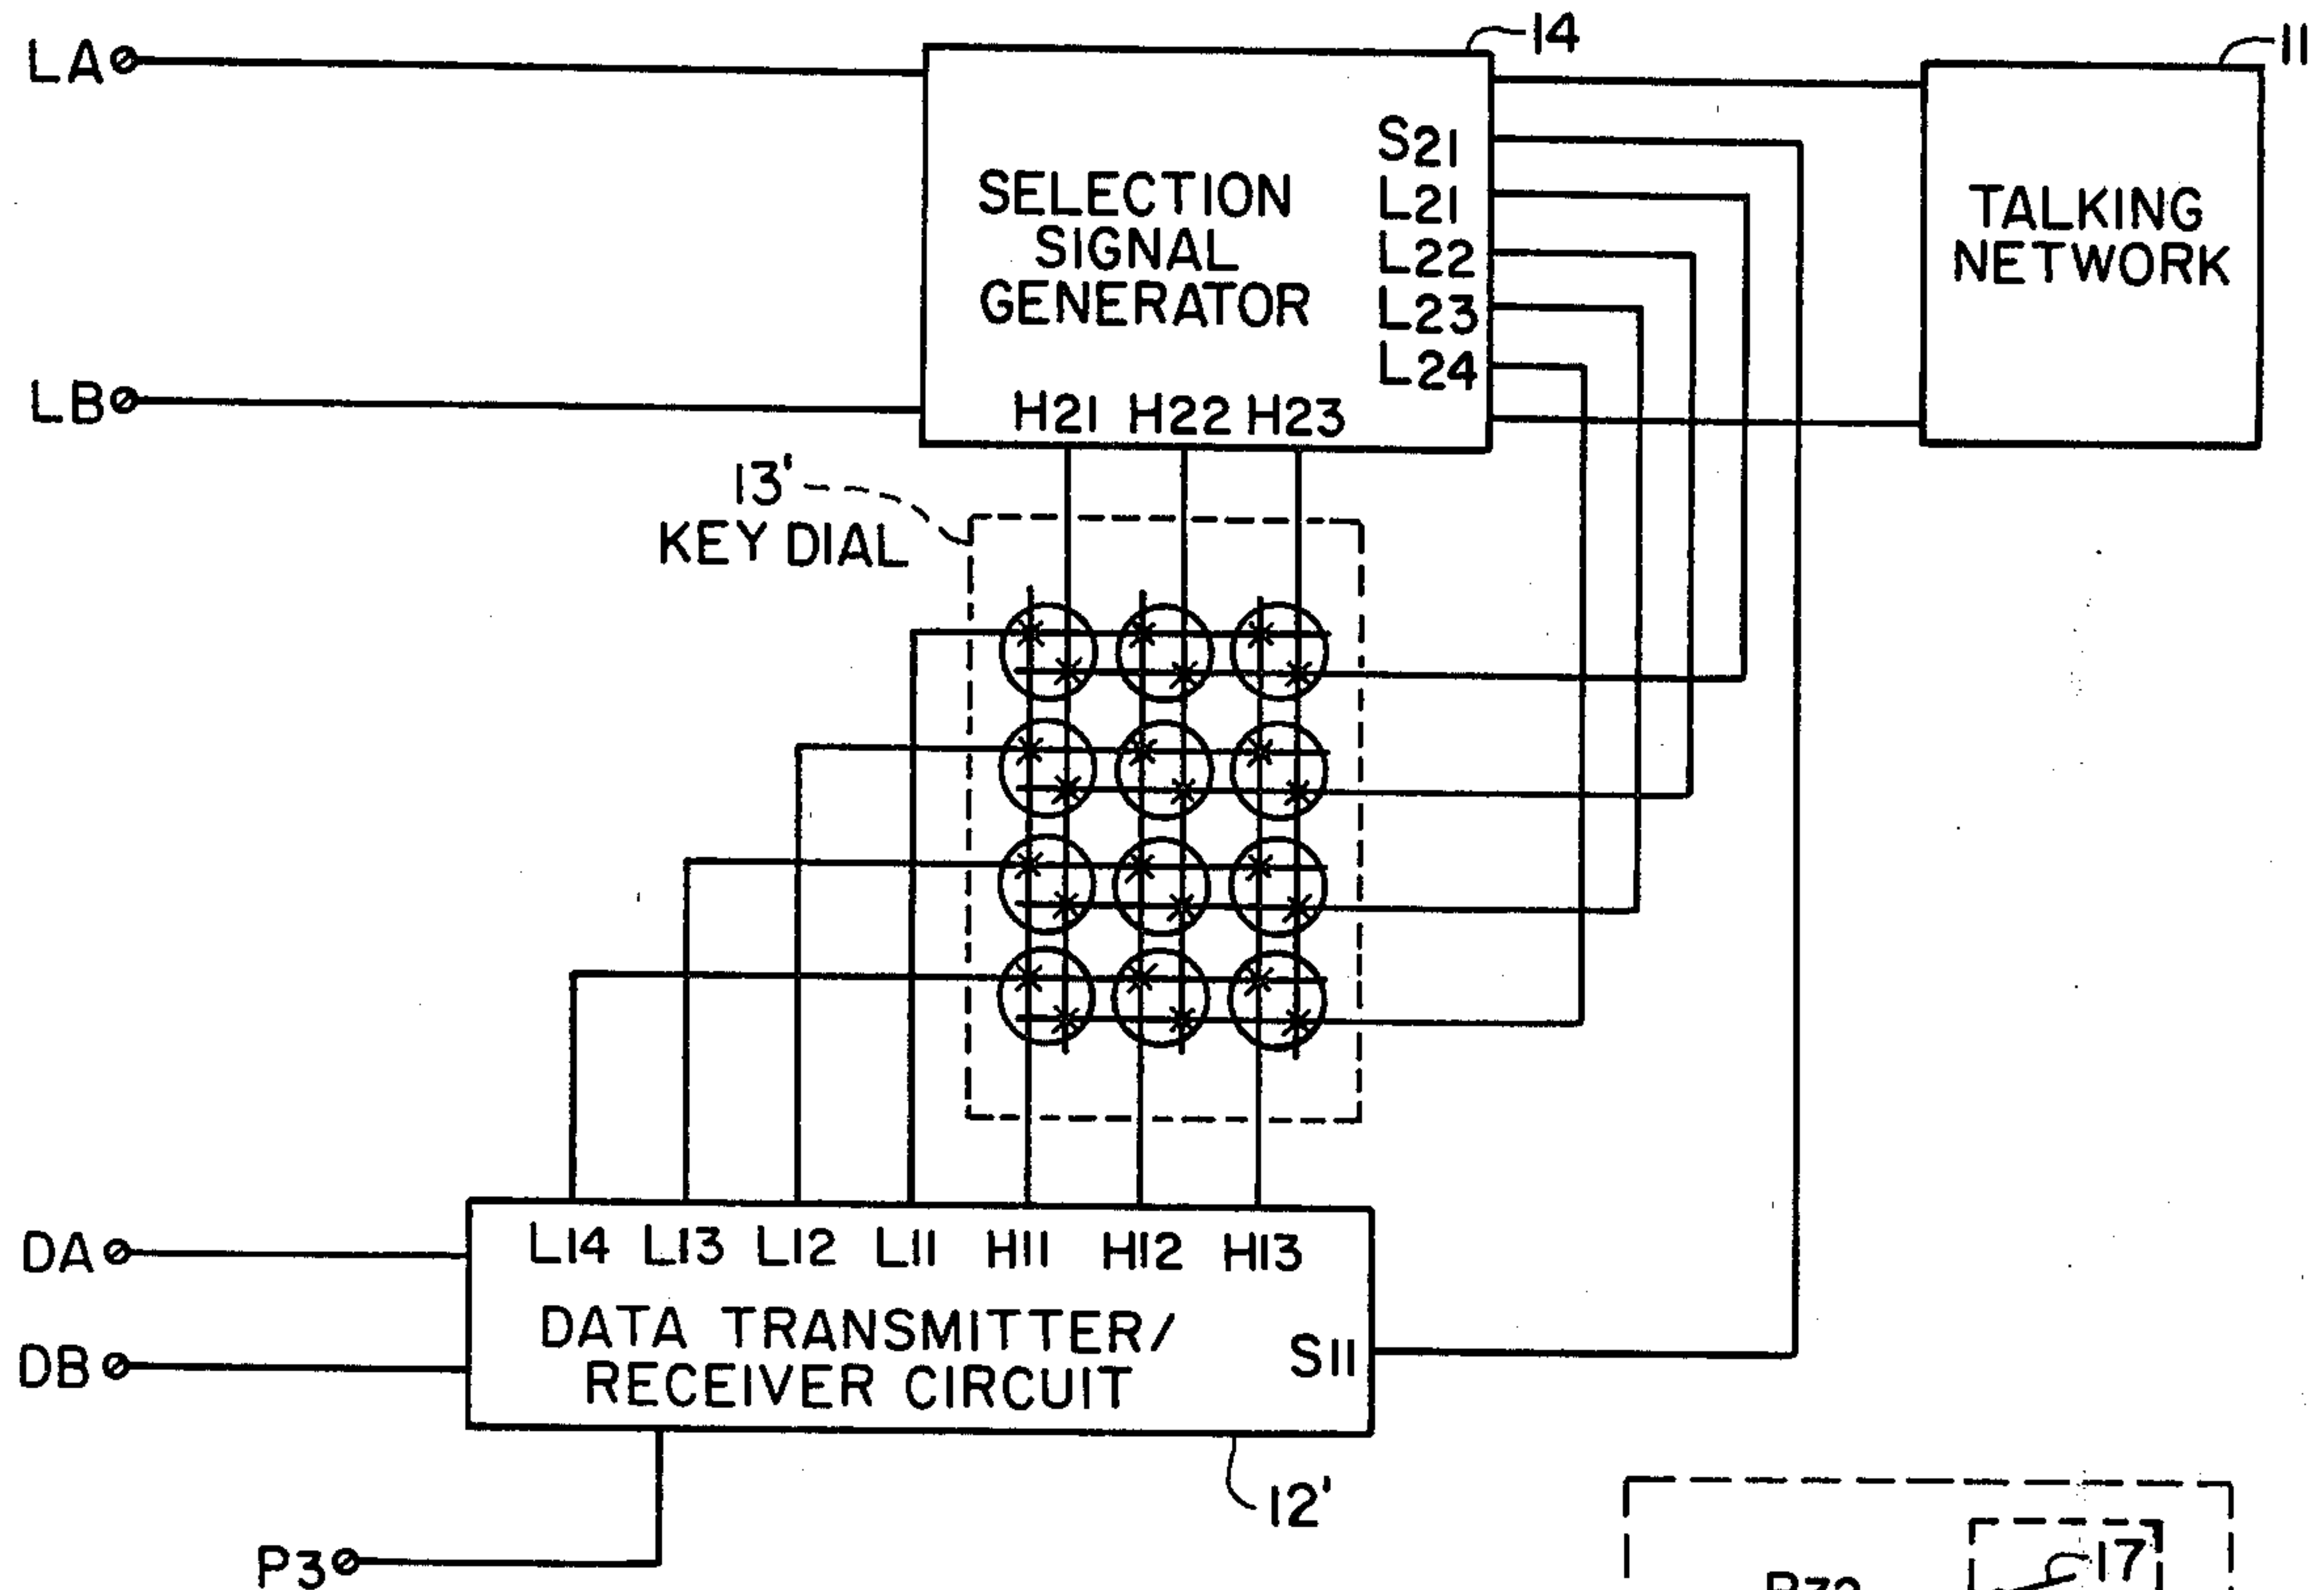 LA
14
11
S21
SELECTION
SIGNAL
GENERATOR
L21
L22
L23
L24
TALKING
NETWORK
LB
H21 H22 H23
13'
KEY DIAL
DA
L14 L13 L12 L11 H11 H12 H13
DATA TRANSMITTER/
RECEIVER CIRCUIT
S11
DB
12'
P3
17